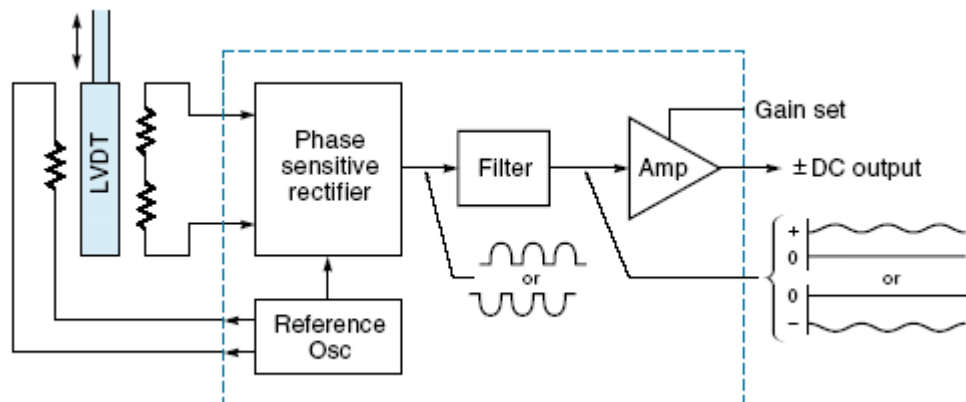 LVDT
Phase
sensitive
rectifier
Filter
Amp
Gain set
± DC output
or
+
0
or
0
−
Reference
Osc